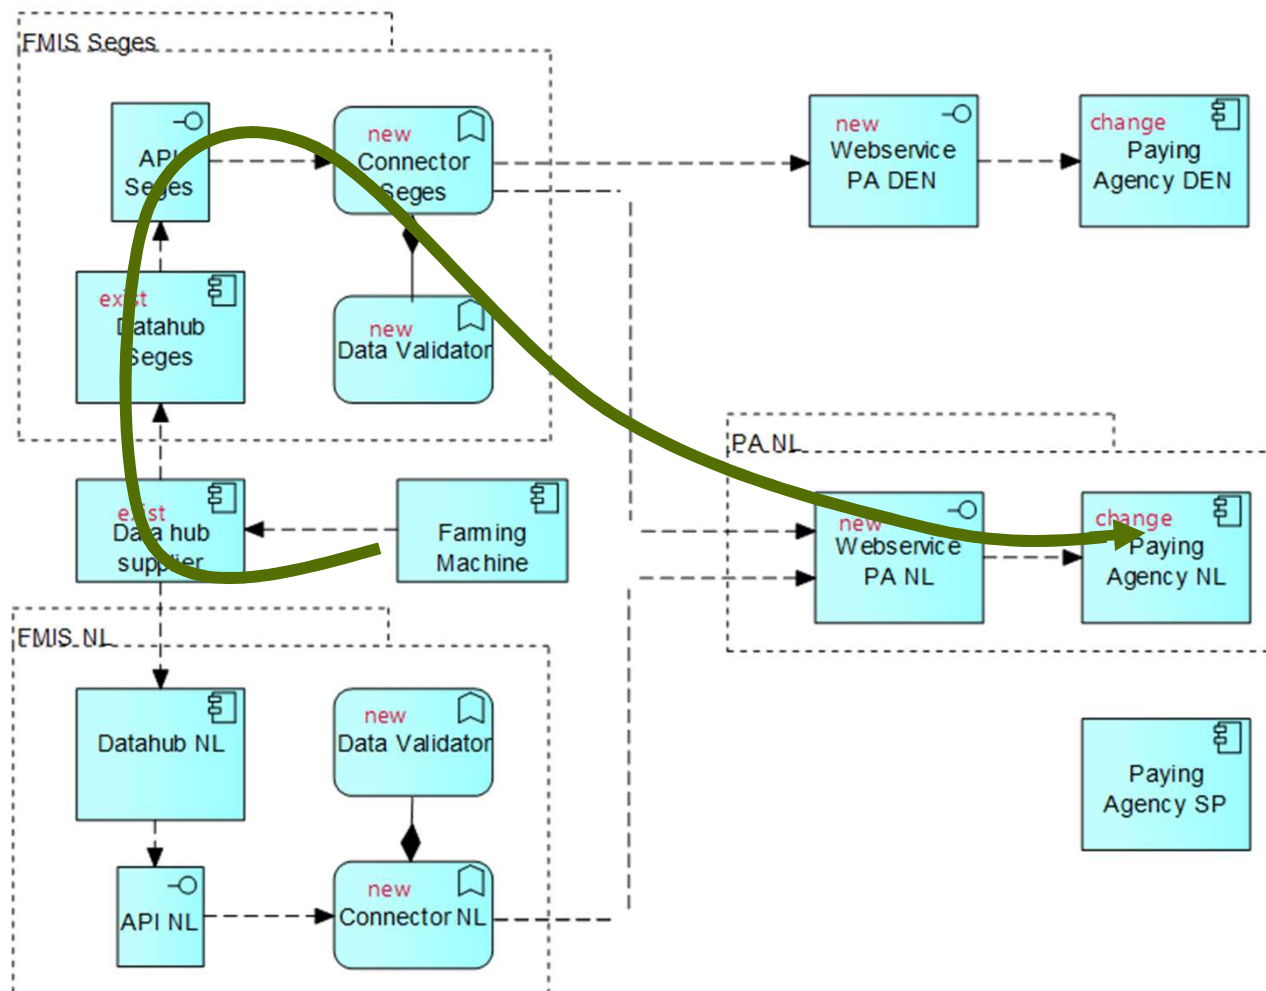 FMIS Seges
API
Seges
new
Connector
Seges
new
Webservice
PA DEN
change
Paying
Agency DEN
exist
Datahub
Seges
new
Data Validator
PA NL
exist
Data hub
supplier
Farming
Machine
new
Webservice
PA NL
change
Paying
Agency NL
FMIS NL
Datahub NL
new
Data Validator
Paying
Agency SP
API NL
new
Connector NL